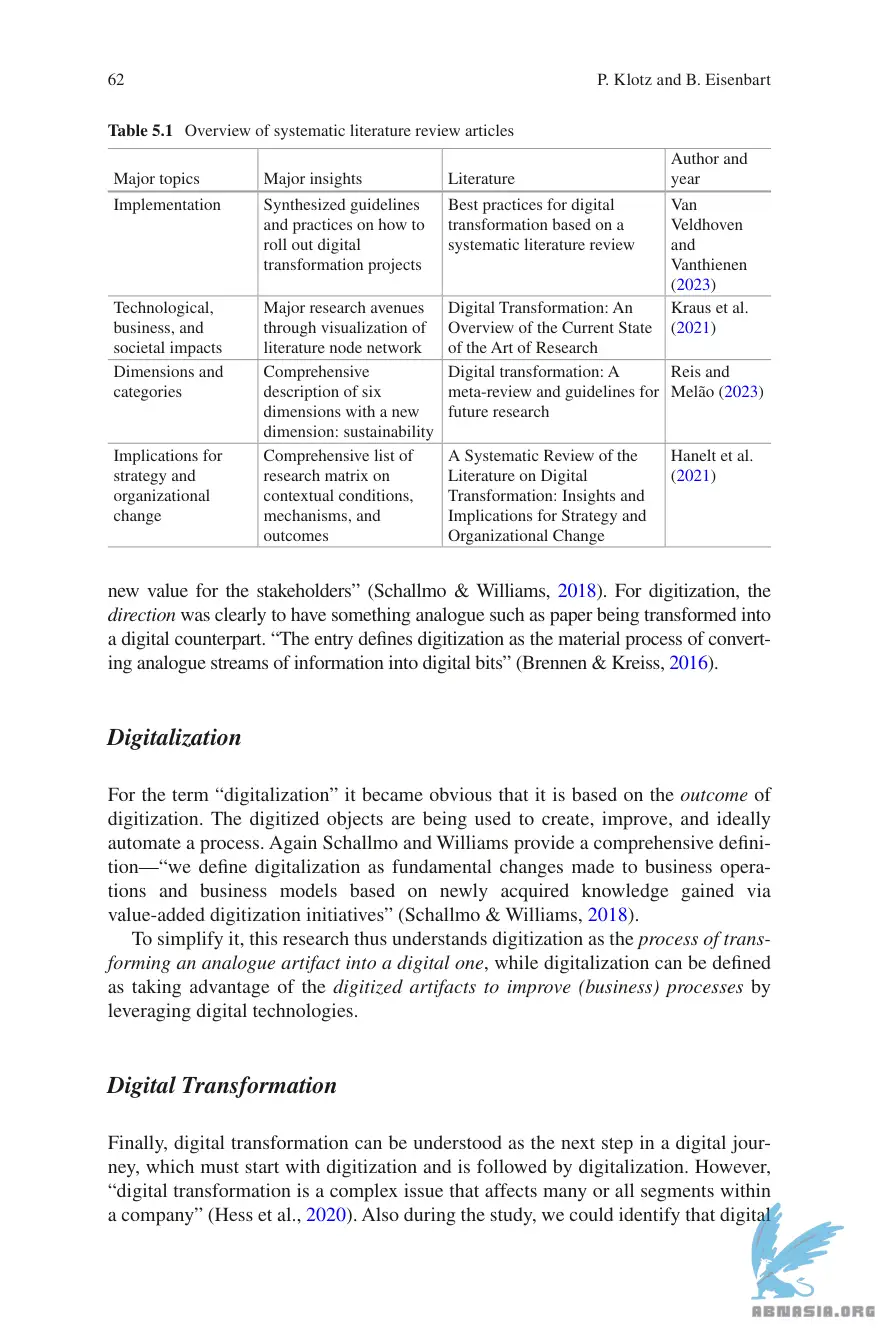 62
P. Klotz and B. Eisenbart
Table 5.1 Overview of systematic literature review articles
Major topics
Major insights
Literature
Author and
year
Implementation
Synthesized guidelines
and practices on how to
roll out digital
transformation projects
Best practices for digital
transformation based on a
systematic literature review
Van
Veldhoven
and
Vanthienen
(2023)
Technological,
business, and
societal impacts
Major research avenues
through visualization of
literature node network
Digital Transformation: An
Overview of the Current State
of the Art of Research
Kraus et al.
(2021)
Dimensions and
categories
Comprehensive
description of six
dimensions with a new
dimension: sustainability
Digital transformation: A
meta-review and guidelines for
future research
Reis and
Melão (2023)
Implications for
strategy and
organizational
change
Comprehensive list of
research matrix on
contextual conditions,
mechanisms, and
outcomes
A Systematic Review of the
Literature on Digital
Transformation: Insights and
Implications for Strategy and
Organizational Change
Hanelt et al.
(2021)
new value for the stakeholders” (Schallmo & Williams, 2018). For digitization, the
direction was clearly to have something analogue such as paper being transformed into
a digital counterpart. “The entry defines digitization as the material process of convert-
ing analogue streams of information into digital bits” (Brennen & Kreiss, 2016).
Digitalization
For the term “digitalization” it became obvious that it is based on the outcome of
digitization. The digitized objects are being used to create, improve, and ideally
automate a process. Again Schallmo and Williams provide a comprehensive defini-
tion—“we define digitalization as fundamental changes made to business opera-
tions and business models based on newly acquired knowledge gained via
value-added digitization initiatives” (Schallmo & Williams, 2018).
To simplify it, this research thus understands digitization as the process of trans-
forming an analogue artifact into a digital one, while digitalization can be defined
as taking advantage of the digitized artifacts to improve (business) processes by
leveraging digital technologies.
Digital Transformation
Finally, digital transformation can be understood as the next step in a digital jour-
ney, which must start with digitization and is followed by digitalization. However,
“digital transformation is a complex issue that affects many or all segments within
a company” (Hess et al., 2020). Also during the study, we could identify that digital
ABNASIA.ORG